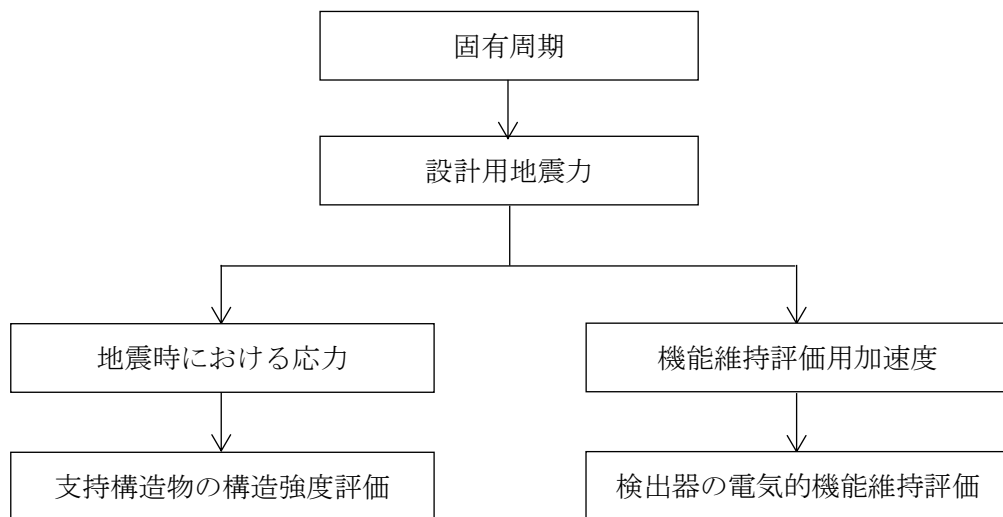 固有周期
設計用地震力
地震時における応力
機能維持評価用加速度
支持構造物の構造強度評価
検出器の電気的機能維持評価